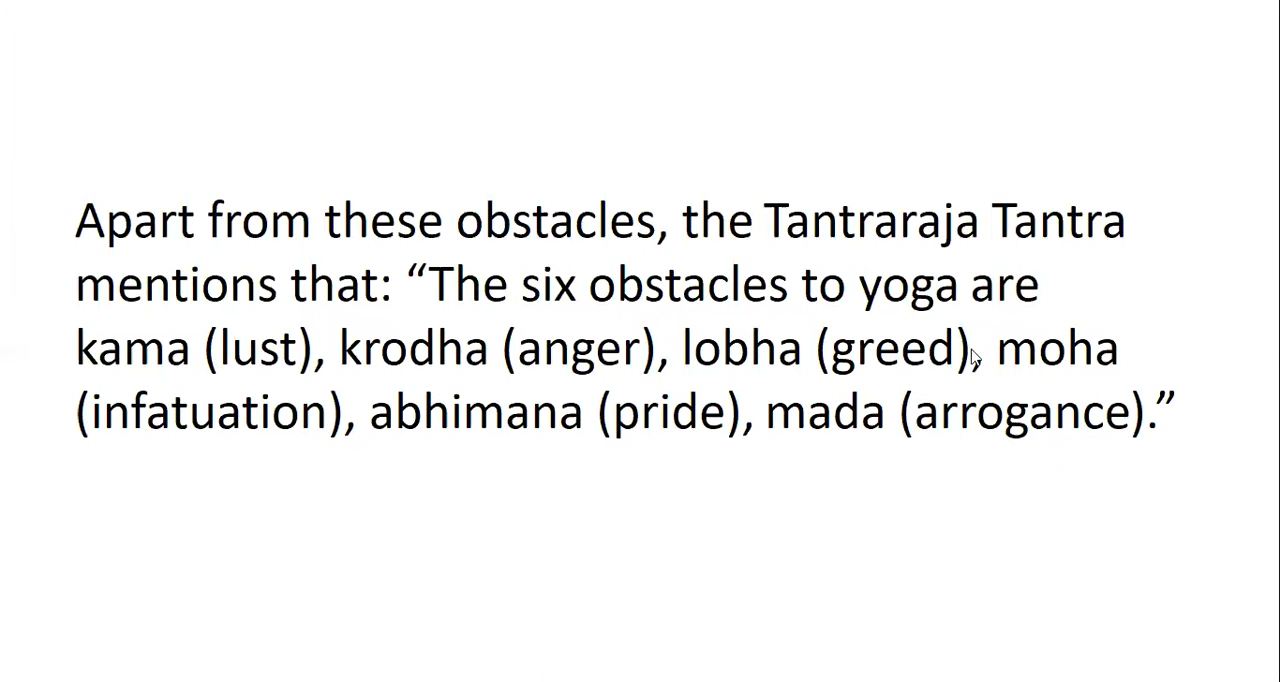 Apart from these obstacles, the Tantraraja Tantra
mentions that: “The six obstacles to yoga are
kama (lust), krodha (anger), lobha (greed), moha
(infatuation), abhimana (pride), mada (arrogance).”